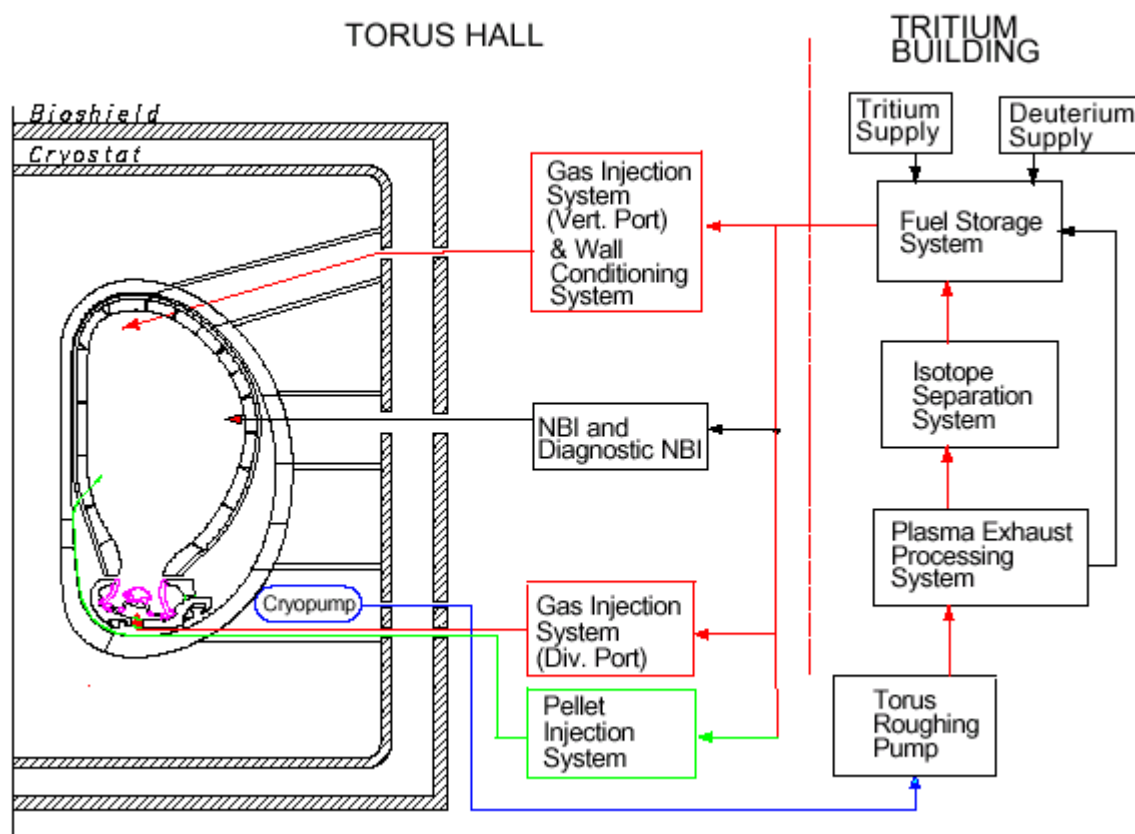 TORUS HALL
TRITIUM
BUILDING
Bioshield
Cryostat
Tritium
Supply
Deuterium
Supply
Gas Injection
System
(Vert. Port)
& Wall
Conditioning
System
Fuel Storage
System
Isotope
Separation
System
NBI and
Diagnostic NBI
Plasma Exhaust
Processing
System
Cryopump
Gas Injection
System
(Div. Port)
Pellet
Injection
System
Torus
Roughing
Pump